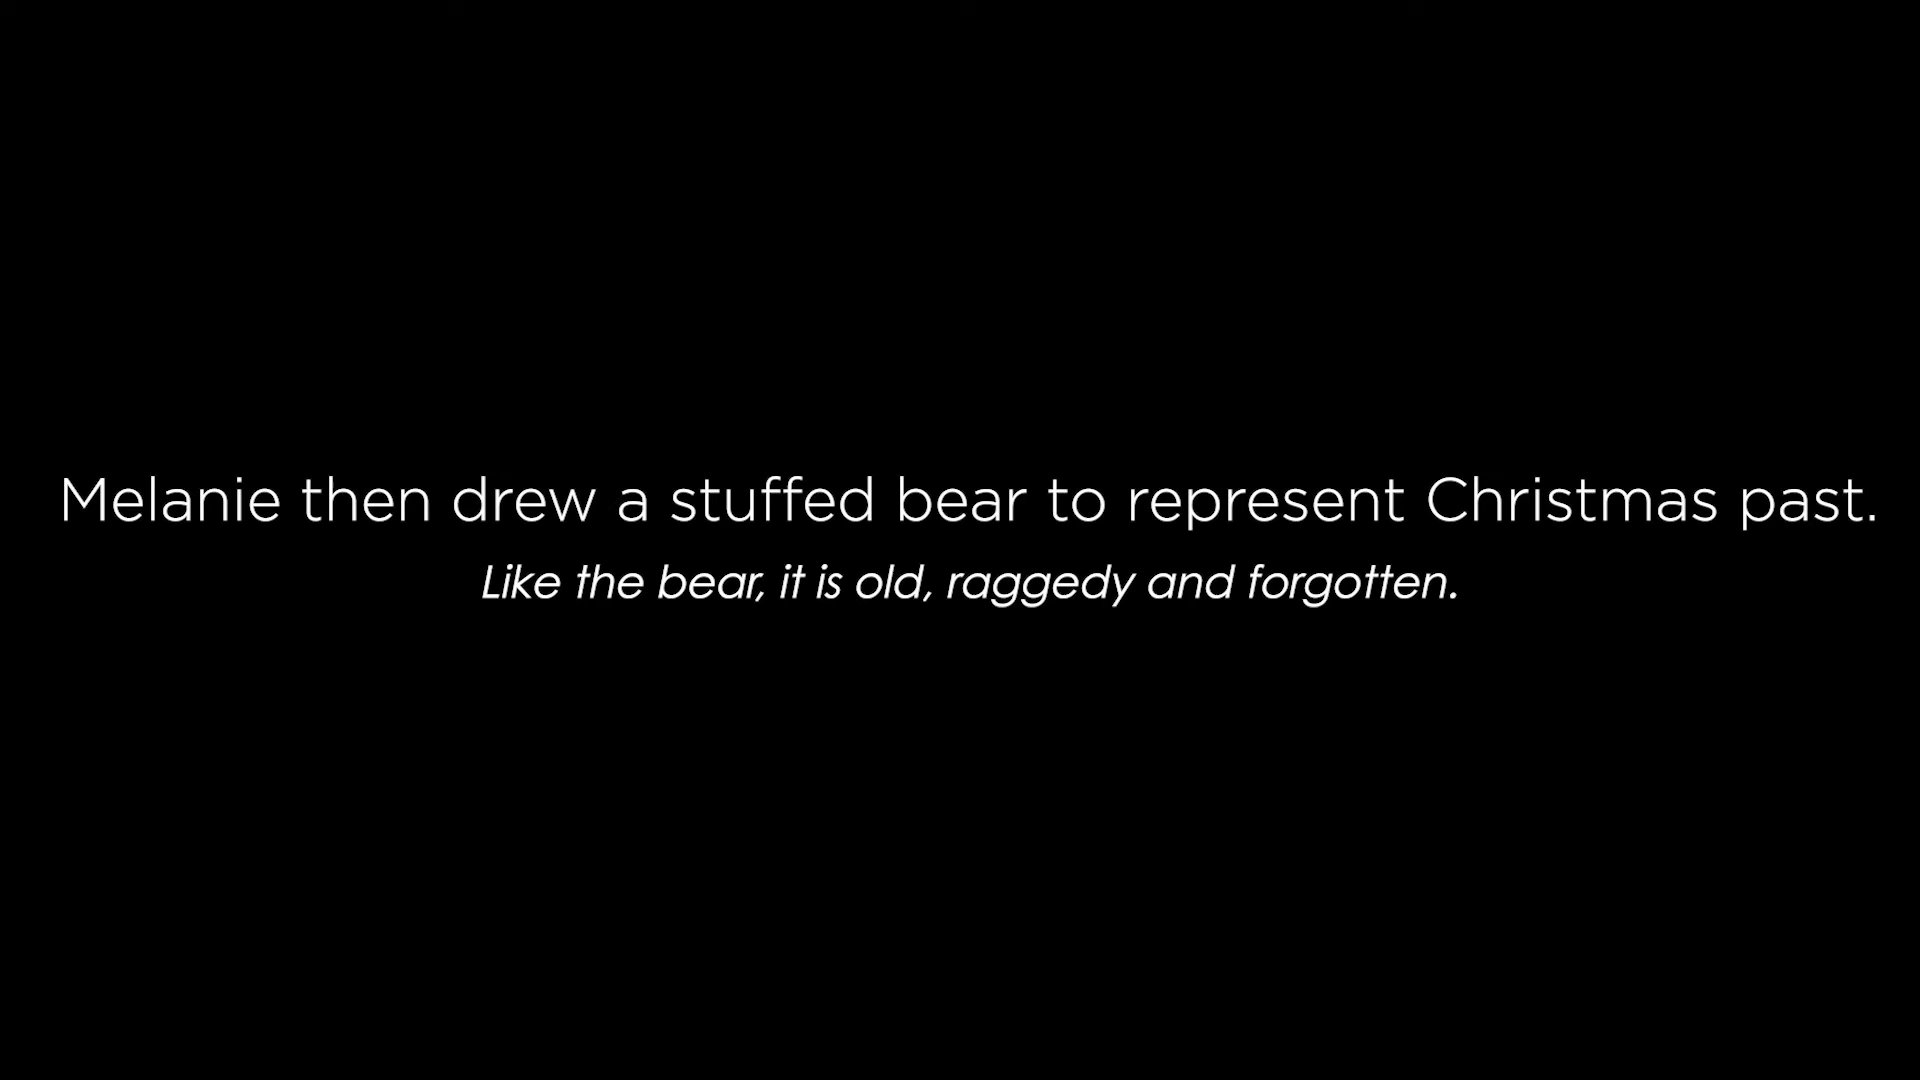 Melanie then drew a stuffed bear to represent Christmas past.
Like the bear, it is old, raggedy and forgotten.